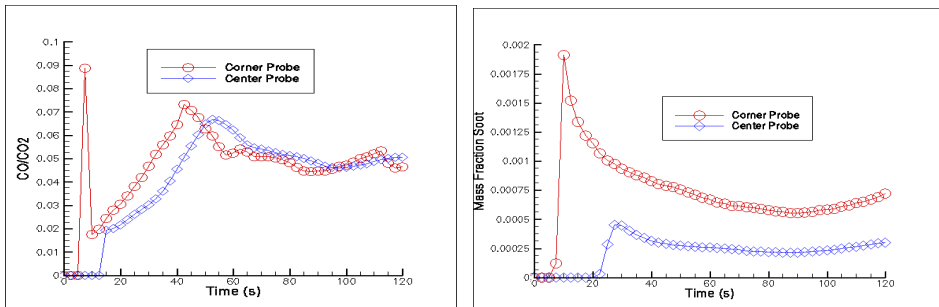 0.1
0.09
0.08
0.07
0.06
0.05
0.04
0.03
0.02
0.01
0
CO/CO2
Corner Probe
Center Probe
0 20 40 60 80 100 120
Time (s)
0.002
0.00175
0.0015
0.00125
0.001
0.00075
0.0005
0.00025
0
Mass Fraction Soot
Corner Probe
Center Probe
0 20 40 60 80 100 120
Time (s)